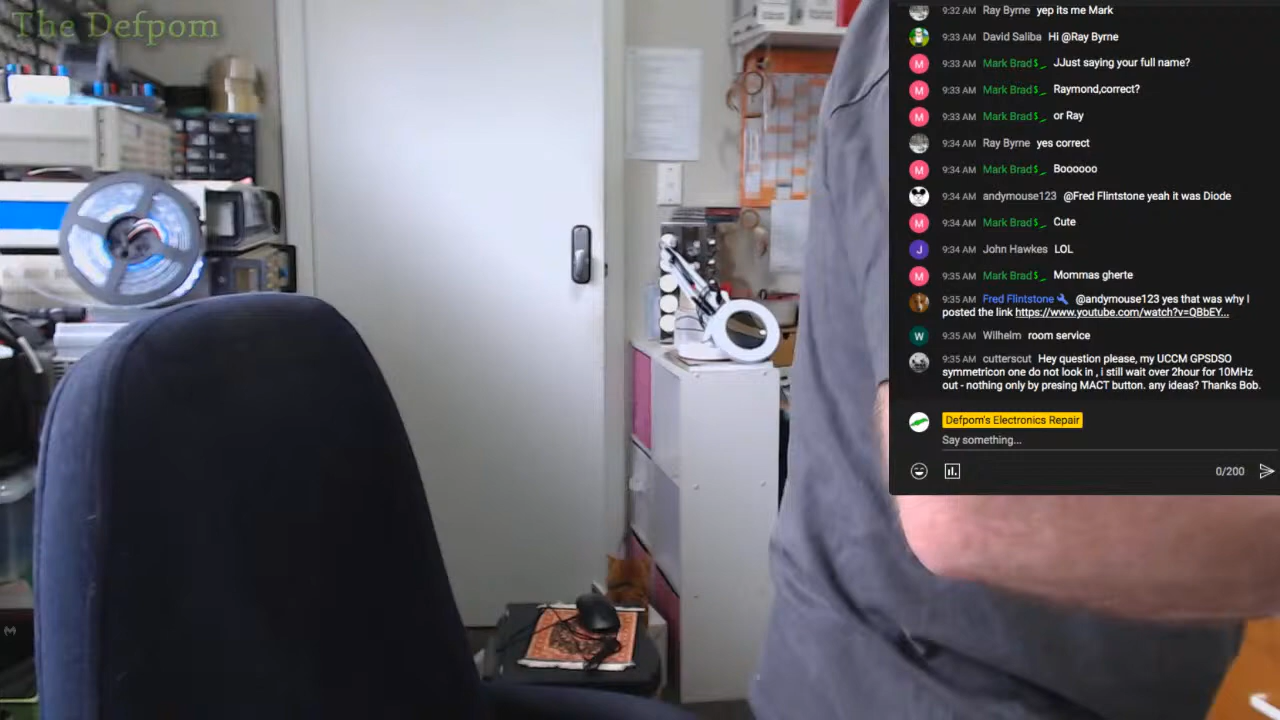 The Defpom
9:32 AM Ray Byrne yep its me Mark
9:33 AM David Saliba Hi @Ray Byrne
9:33 AM Mark Brad$ JJust saying your full name?
9:33 AM Mark Brad$ Raymond,correct?
9:33 AM Mark Brad$ or Ray
9:34 AM Ray Byrne yes correct
9:34 AM Mark Brad$ Boooooo
9:34 AM andymouse123 @Fred Flintstone yeah it was Diode
9:34 AM Mark Brad$ Cute
9:34 AM John Hawkes LOL
9:35 AM Mark Brad$ Mommas gherte
9:35 AM Fred Flintstone @andymouse123 yes that was why I
posted the link https://www.youtube.com/watch?v=QBbEY...
9:35 AM Wilhelm room service
9:35 AM cutterscut Hey question please, my UCCM GPSDSO
symmetricon one do not look in , i still wait over 2hour for 10MHz
out - nothing only by presing MACT button. any ideas? Thanks Bob.
Defpom's Electronics Repair
Say something...
0/200